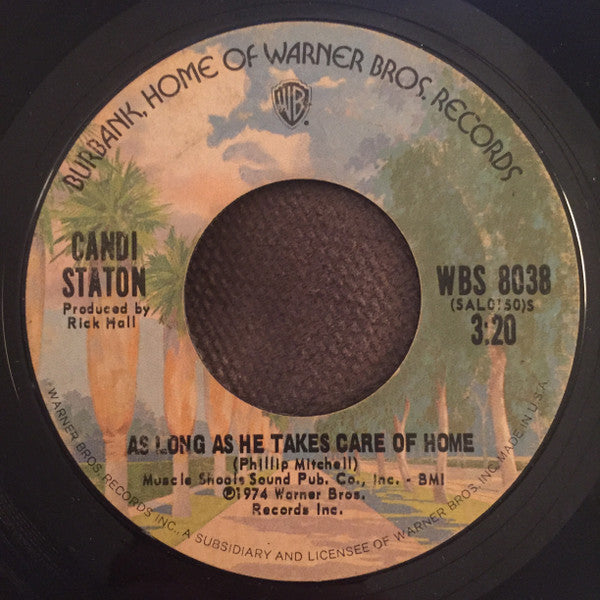 BURBANK, HOME OF WARNER BROS. RECORDS
WB
CANDI
STATON
Produced by
Rick Hall
WBS 8038
(SAL0150)S
3:20
AS LONG AS HE TAKES CARE OF HOME
(Phillip Mitchell)
Muscle Shoals Sound Pub. Co., Inc. - BMI
©1974 Warner Bros.
Records Inc.
WARNER BROS. RECORDS INC., A SUBSIDIARY AND LICENSEE OF WARNER BROS. INC. MADE IN U.S.A.